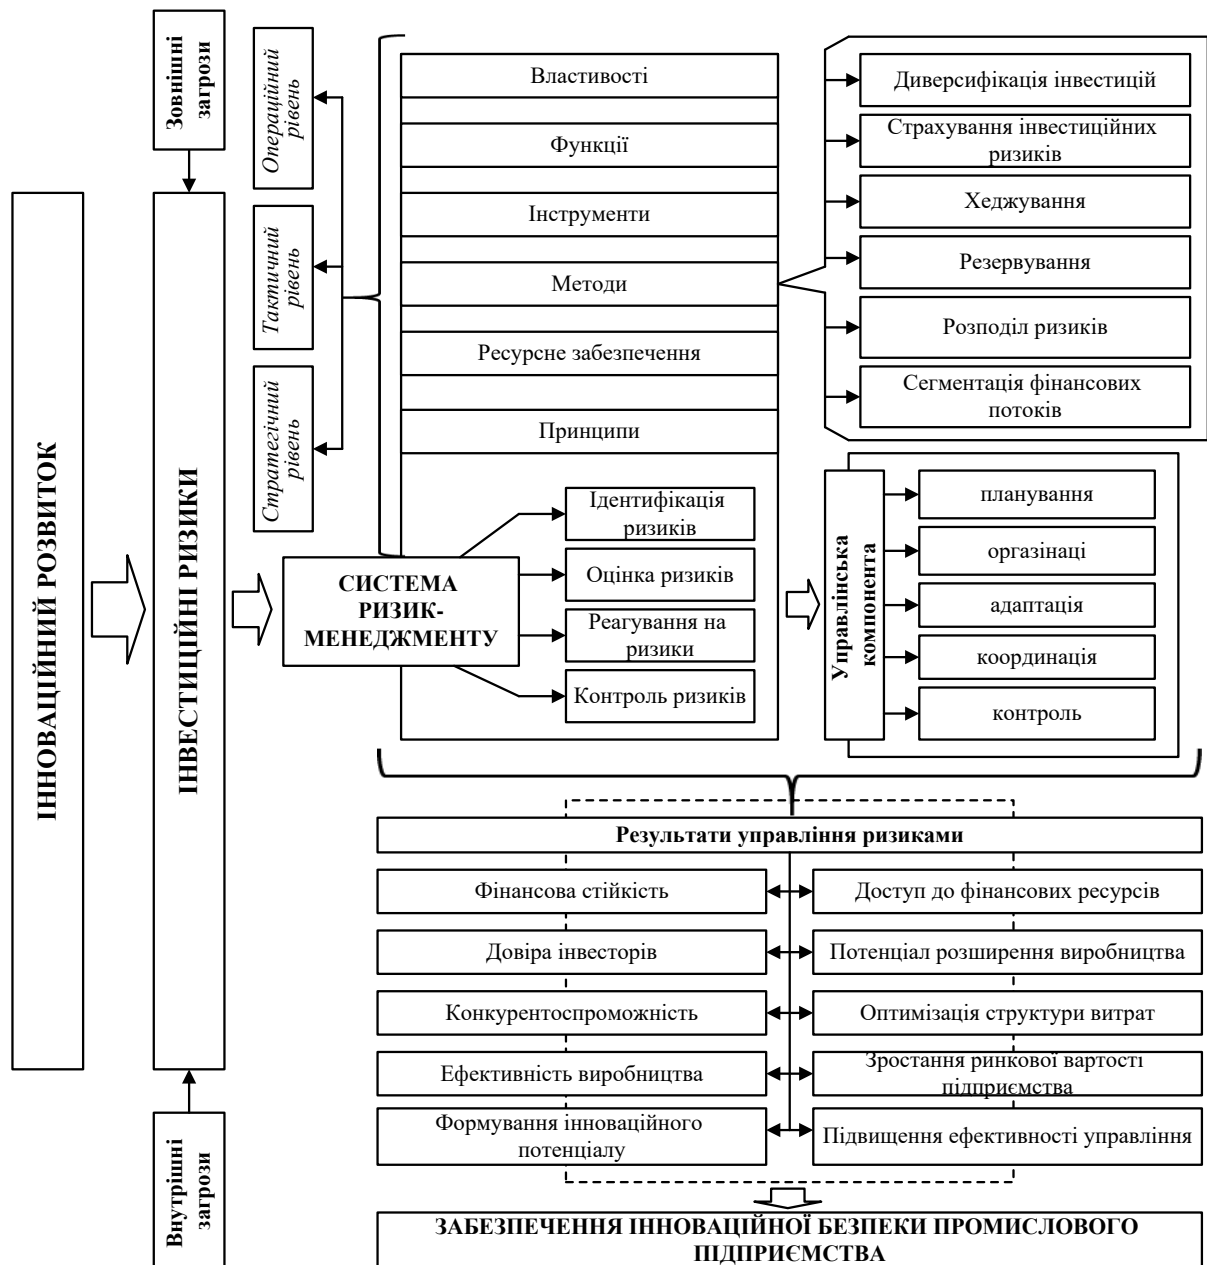 Зовнішні
загрози
ІННОВАЦІЙНИЙ РОЗВИТОК
ІНВЕСТИЦІЙНІ РИЗИКИ
Внутрішні
загрози
Операційний
рівень
Тактичний
рівень
Стратегічний
рівень
Властивості
Функції
Інструменти
Методи
Ресурсне забезпечення
Принципи
СИСТЕМА
РИЗИК-
МЕНЕДЖМЕНТУ
Ідентифікація
ризиків
Оцінка ризиків
Реагування на
ризики
Контроль ризиків
Диверсифікація інвестицій
Страхування інвестиційних
ризиків
Хеджування
Резервування
Розподіл ризиків
Сегментація фінансових
потоків
Управлінська
компонента
планування
оргазінаці
адаптація
координація
контроль
Результати управління ризиками
Фінансова стійкість
Доступ до фінансових ресурсів
Довіра інвесторів
Потенціал розширення виробництва
Конкурентоспроможність
Оптимізація структури витрат
Ефективність виробництва
Зростання ринкової вартості
підприємства
Формування інноваційного
потенціалу
Підвищення ефективності управління
ЗАБЕЗПЕЧЕННЯ ІННОВАЦІЙНОЇ БЕЗПЕКИ ПРОМИСЛОВОГО
ПІДПРИЄМСТВА